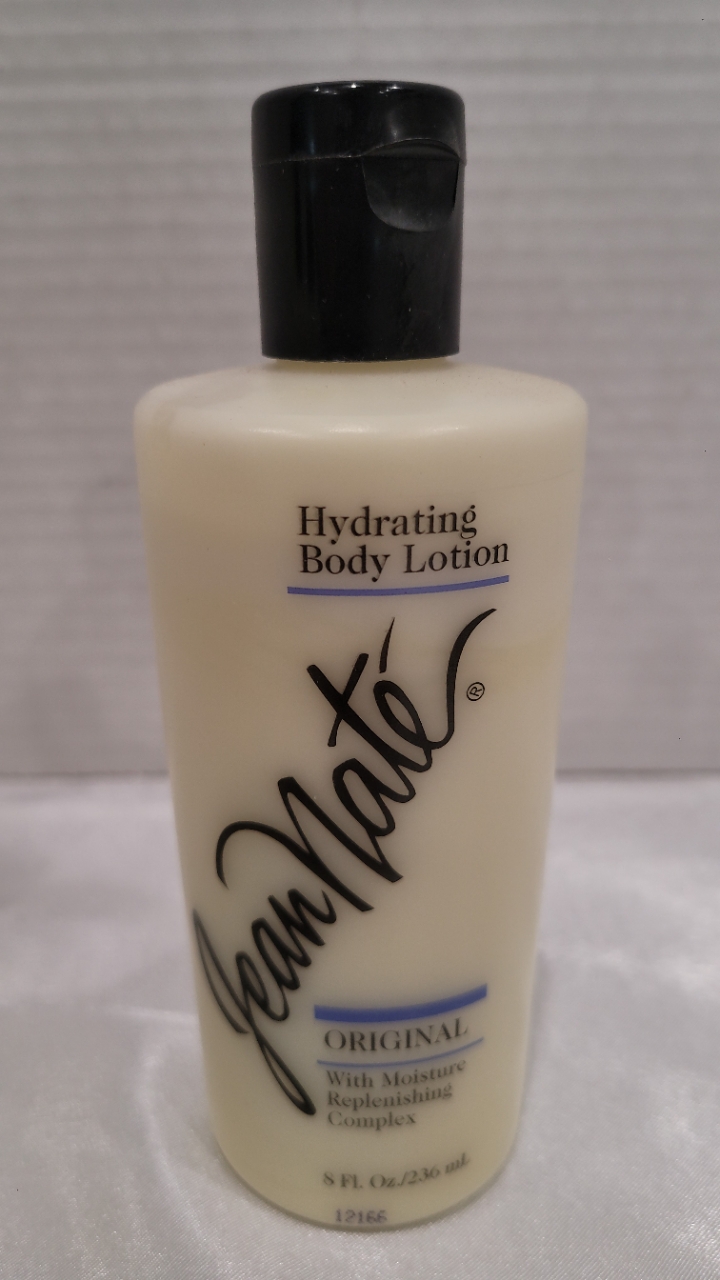 Hydrating
Body Lotion
Jean Naté®
ORIGINAL
With Moisture
Replenishing
Complex
8 Fl. Oz./236 mL
12166